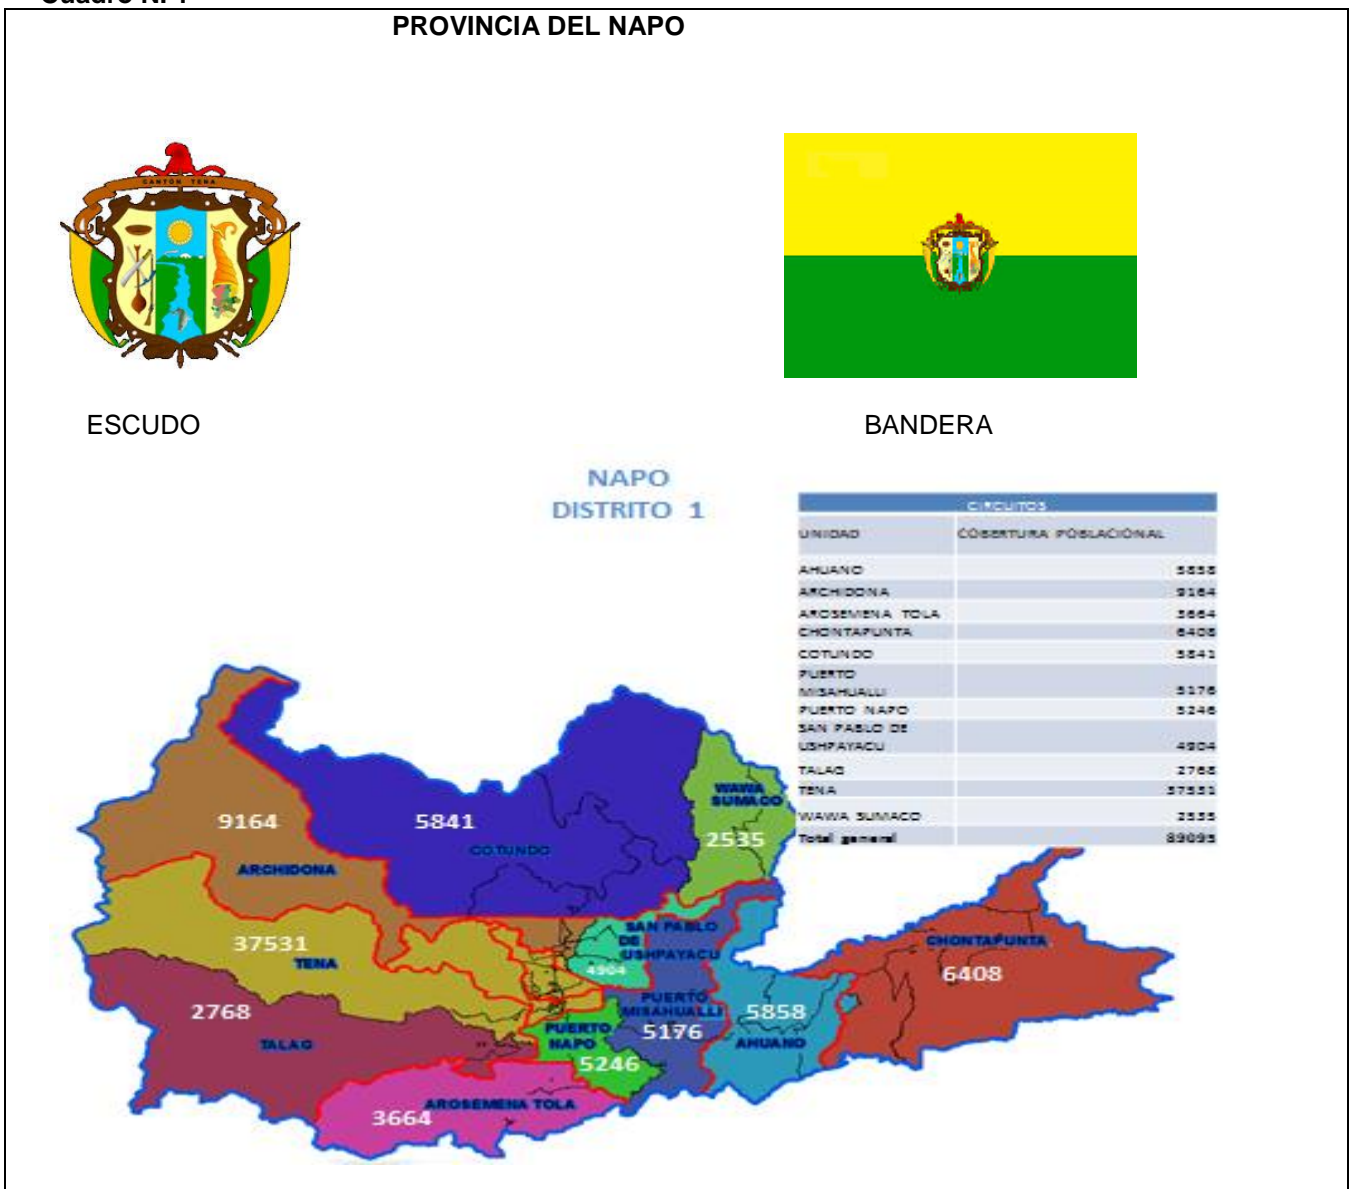 PROVINCIA DEL NAPO
CANTON TENA
ESCUDO
BANDERA
NAPO
DISTRITO 1
CIRCUITOS
UNIDAD COBERTURA POBLACIONAL
AHUANO 5858
ARCHIDONA 9164
AROSEMENA TOLA 3664
CHONTAPUNTA 6408
COTUNDO 5841
PUERTO
MISAHUALLI 5176
PUERTO NAPO 5246
SAN PABLO DE
USHPAYACU 4904
TALAG 2768
TENA 37531
WAWA SUMACO 2535
Total general 89095
WAWA
SUMACO
2535
9164
ARCHIDONA
5841
COTUNDO
SAN PABLO
DE
USHPAYACU
4904
CHONTAPUNTA
6408
37531
TENA
2768
TALAG
PUERTO
MISAHUALLI
5176
5858
AHUANO
PUERTO
NAPO
5246
AROSEMENA TOLA
3664